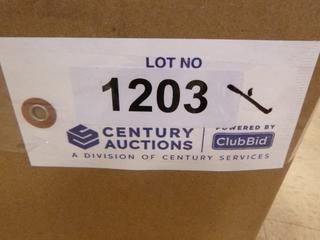 LOT NO
1203
CENTURY AUCTIONS
POWERED BY
ClubBid
A DIVISION OF CENTURY SERVICES